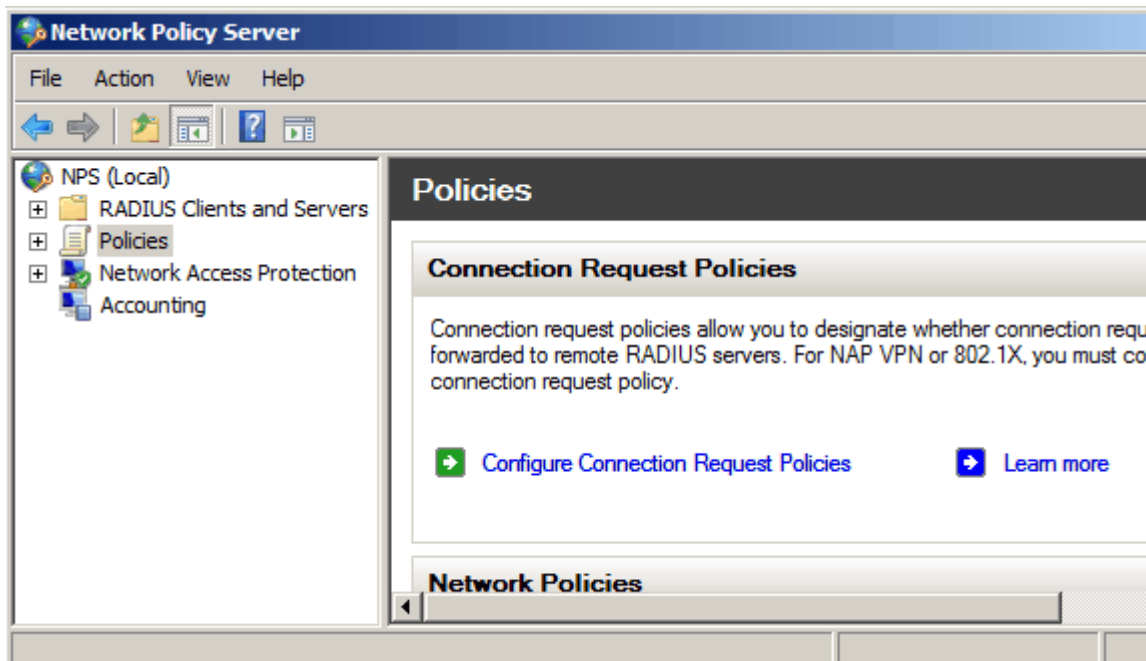 Network Policy Server
File Action View Help
NPS (Local)
RADIUS Clients and Servers
Policies
Network Access Protection
Accounting
Policies
Connection Request Policies
Connection request policies allow you to designate whether connection requ
forwarded to remote RADIUS servers. For NAP VPN or 802.1X, you must co
connection request policy.
Configure Connection Request Policies Learn more
Network Policies